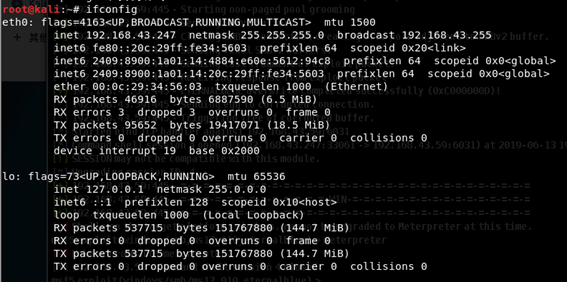 root@kali:~# ifconfig
eth0: flags=4163<UP,BROADCAST,RUNNING,MULTICAST>  mtu 1500
inet 192.168.43.247  netmask 255.255.255.0  broadcast 192.168.43.255
inet6 fe80::20c:29ff:fe34:5603  prefixlen 64  scopeid 0x20<link>
inet6 2409:8900:1a01:14:4884:e60e:5612:94c8  prefixlen 64  scopeid 0x0<global>
inet6 2409:8900:1a01:14:20c:29ff:fe34:5603  prefixlen 64  scopeid 0x0<global>
ether 00:0c:29:34:56:03  txqueuelen 1000  (Ethernet)
RX packets 46916  bytes 6887590 (6.5 MiB)
RX errors 3  dropped 3  overruns 0  frame 0
TX packets 95652  bytes 19417071 (18.5 MiB)
TX errors 0  dropped 0 overruns 0  carrier 0  collisions 0
device interrupt 19  base 0x2000
lo: flags=73<UP,LOOPBACK,RUNNING>  mtu 65536
inet 127.0.0.1  netmask 255.0.0.0
inet6 ::1  prefixlen 128  scopeid 0x10<host>
loop  txqueuelen 1000  (Local Loopback)
RX packets 537715  bytes 151767880 (144.7 MiB)
RX errors 0  dropped 0  overruns 0  frame 0
TX packets 537715  bytes 151767880 (144.7 MiB)
TX errors 0  dropped 0 overruns 0  carrier 0  collisions 0